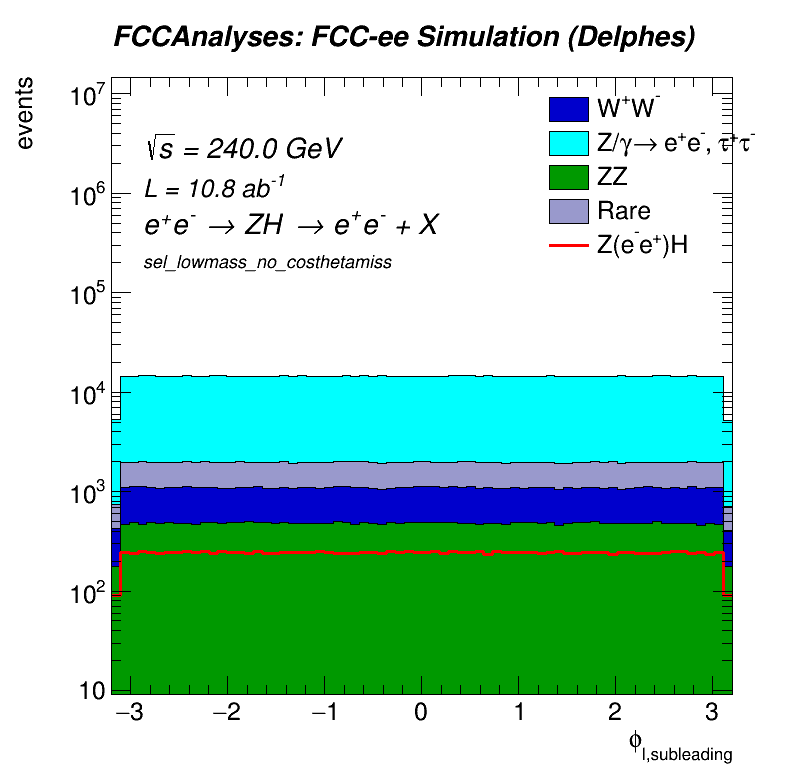 FCCAnalyses: FCC-ee Simulation (Delphes)
events
10⁷
10⁶
10⁵
10⁴
10³
10²
10
√s = 240.0 GeV
L = 10.8 ab⁻¹
e⁺e⁻ → ZH → e⁺e⁻ + X
sel_lowmass_no_costhetamiss
W⁺W⁻
Z/γ→ e⁺e⁻, τ⁺τ⁻
ZZ
Rare
Z(e⁻e⁺)H
−3 −2 −1 0 1 2 3
ϕl,subleading